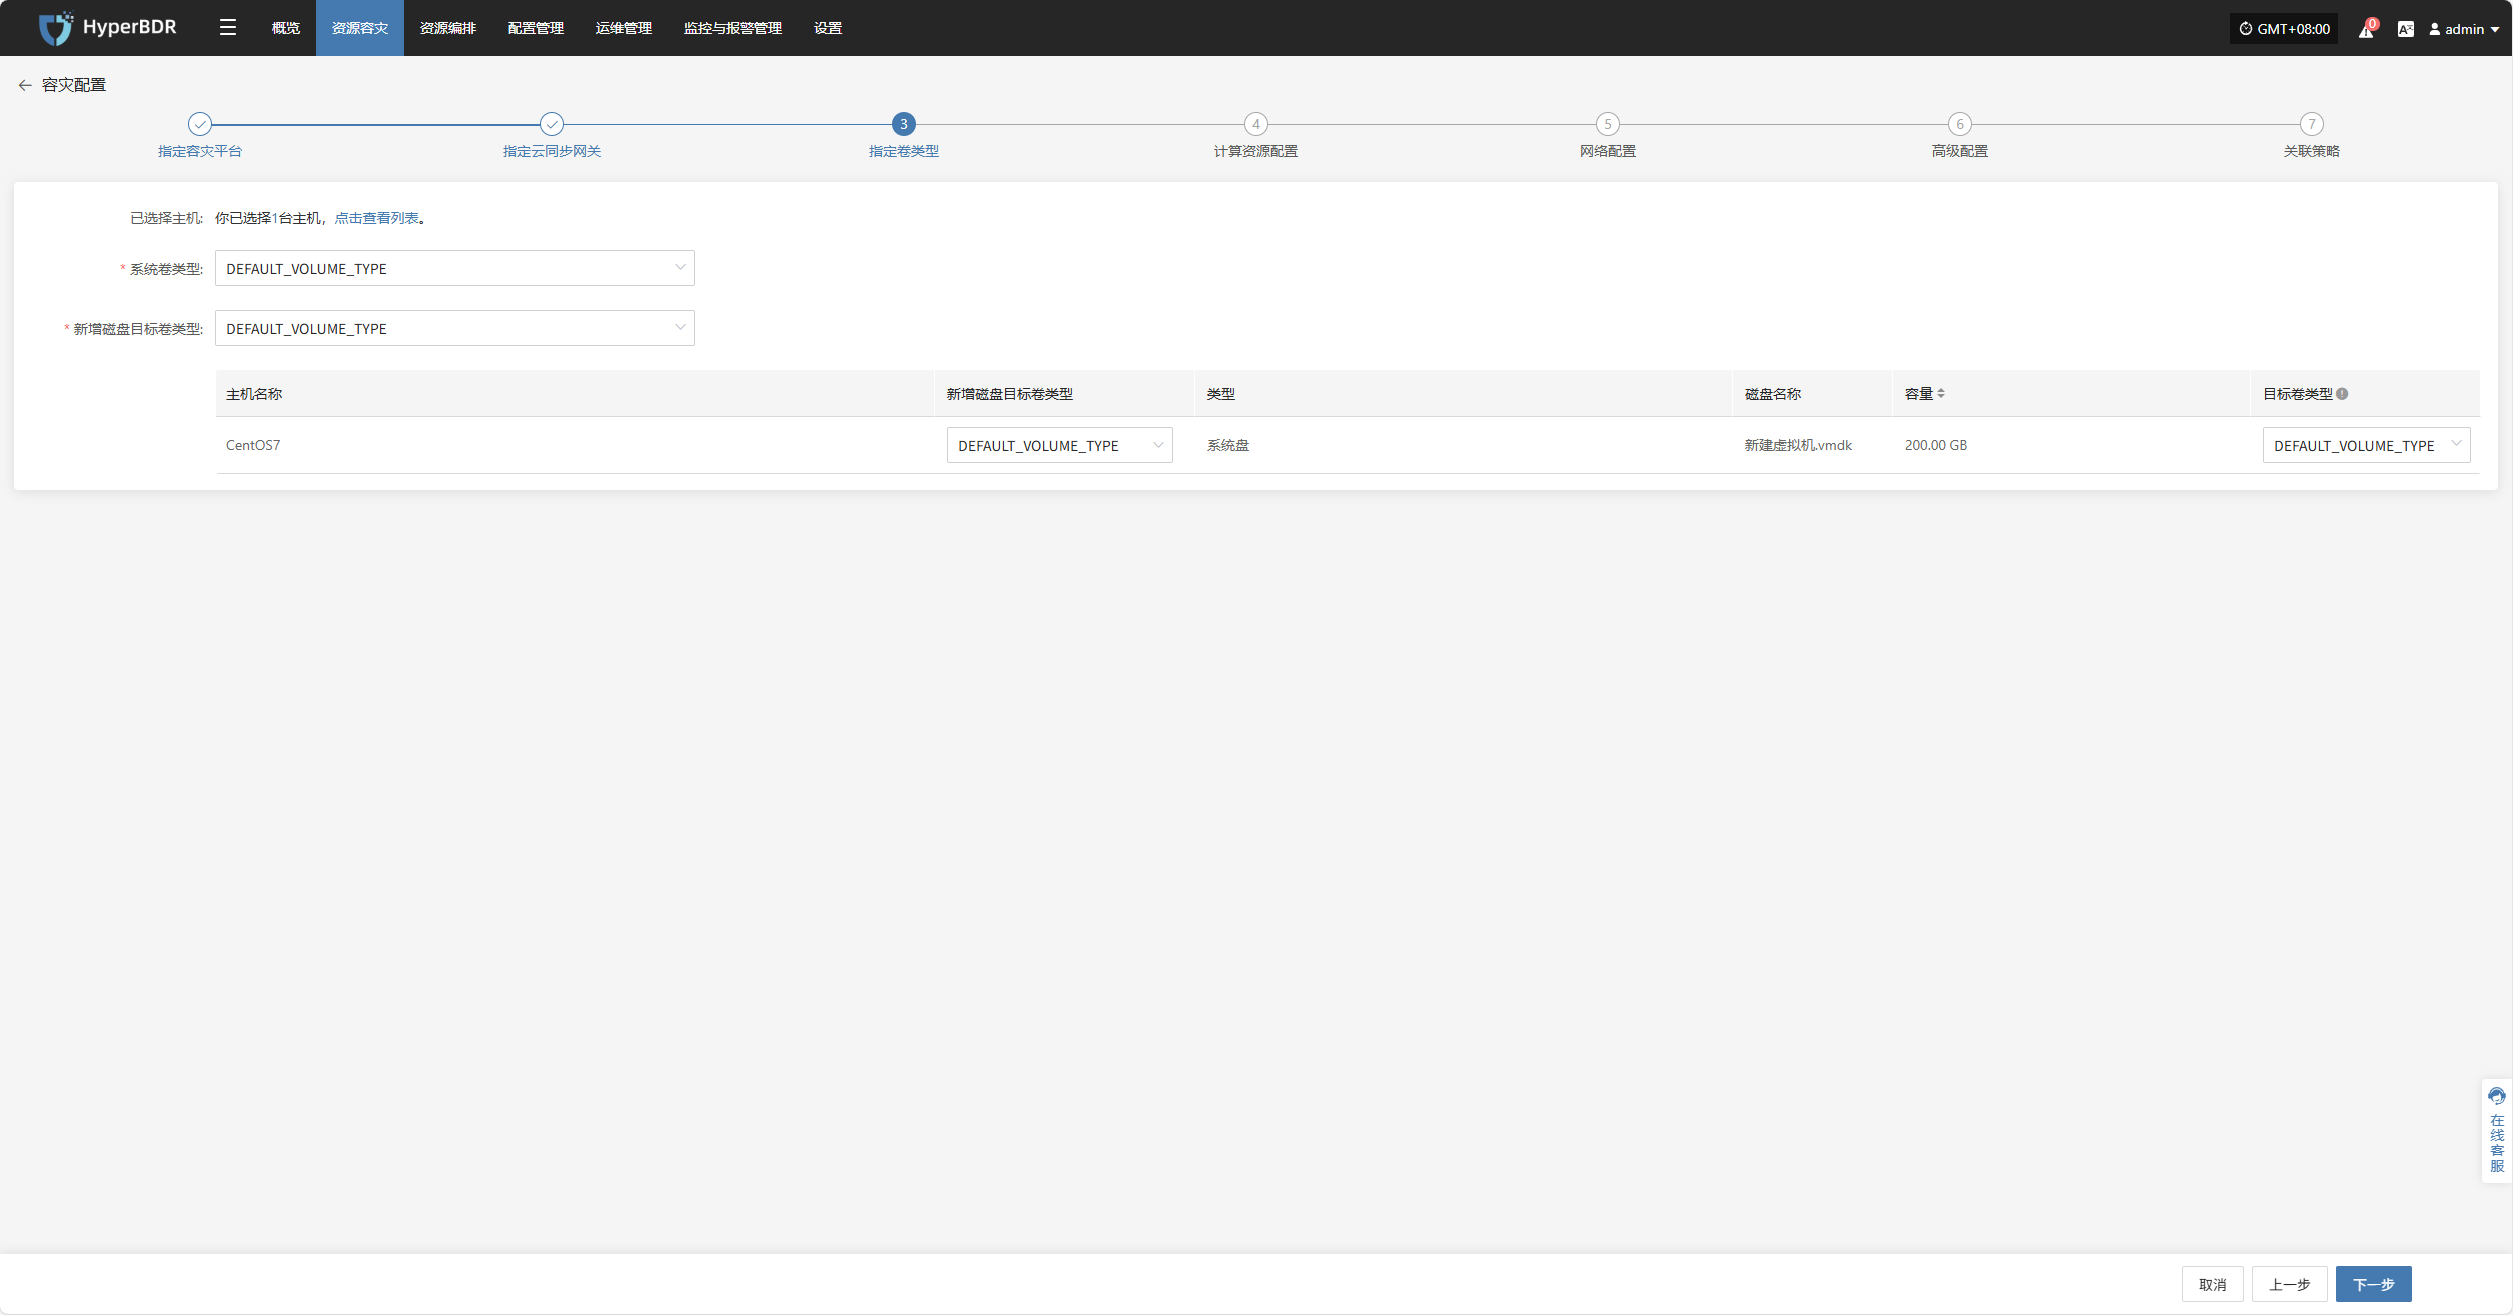 HyperBDR 概览 资源容灾 资源编排 配置管理 运维管理 监控与报警管理 设置 GMT+08:00 0 admin
容灾配置
3 4 5 6 7
指定容灾平台 指定云同步网关 指定卷类型 计算资源配置 网络配置 高级配置 关联策略
已选择主机: 你已选择1台主机，点击查看列表。
* 系统卷类型: DEFAULT_VOLUME_TYPE
* 新增磁盘目标卷类型: DEFAULT_VOLUME_TYPE
主机名称 新增磁盘目标卷类型 类型 磁盘名称 容量 目标卷类型
CentOS7 DEFAULT_VOLUME_TYPE 系统盘 新建虚拟机.vmdk 200.00 GB DEFAULT_VOLUME_TYPE
在线客服
取消 上一步 下一步